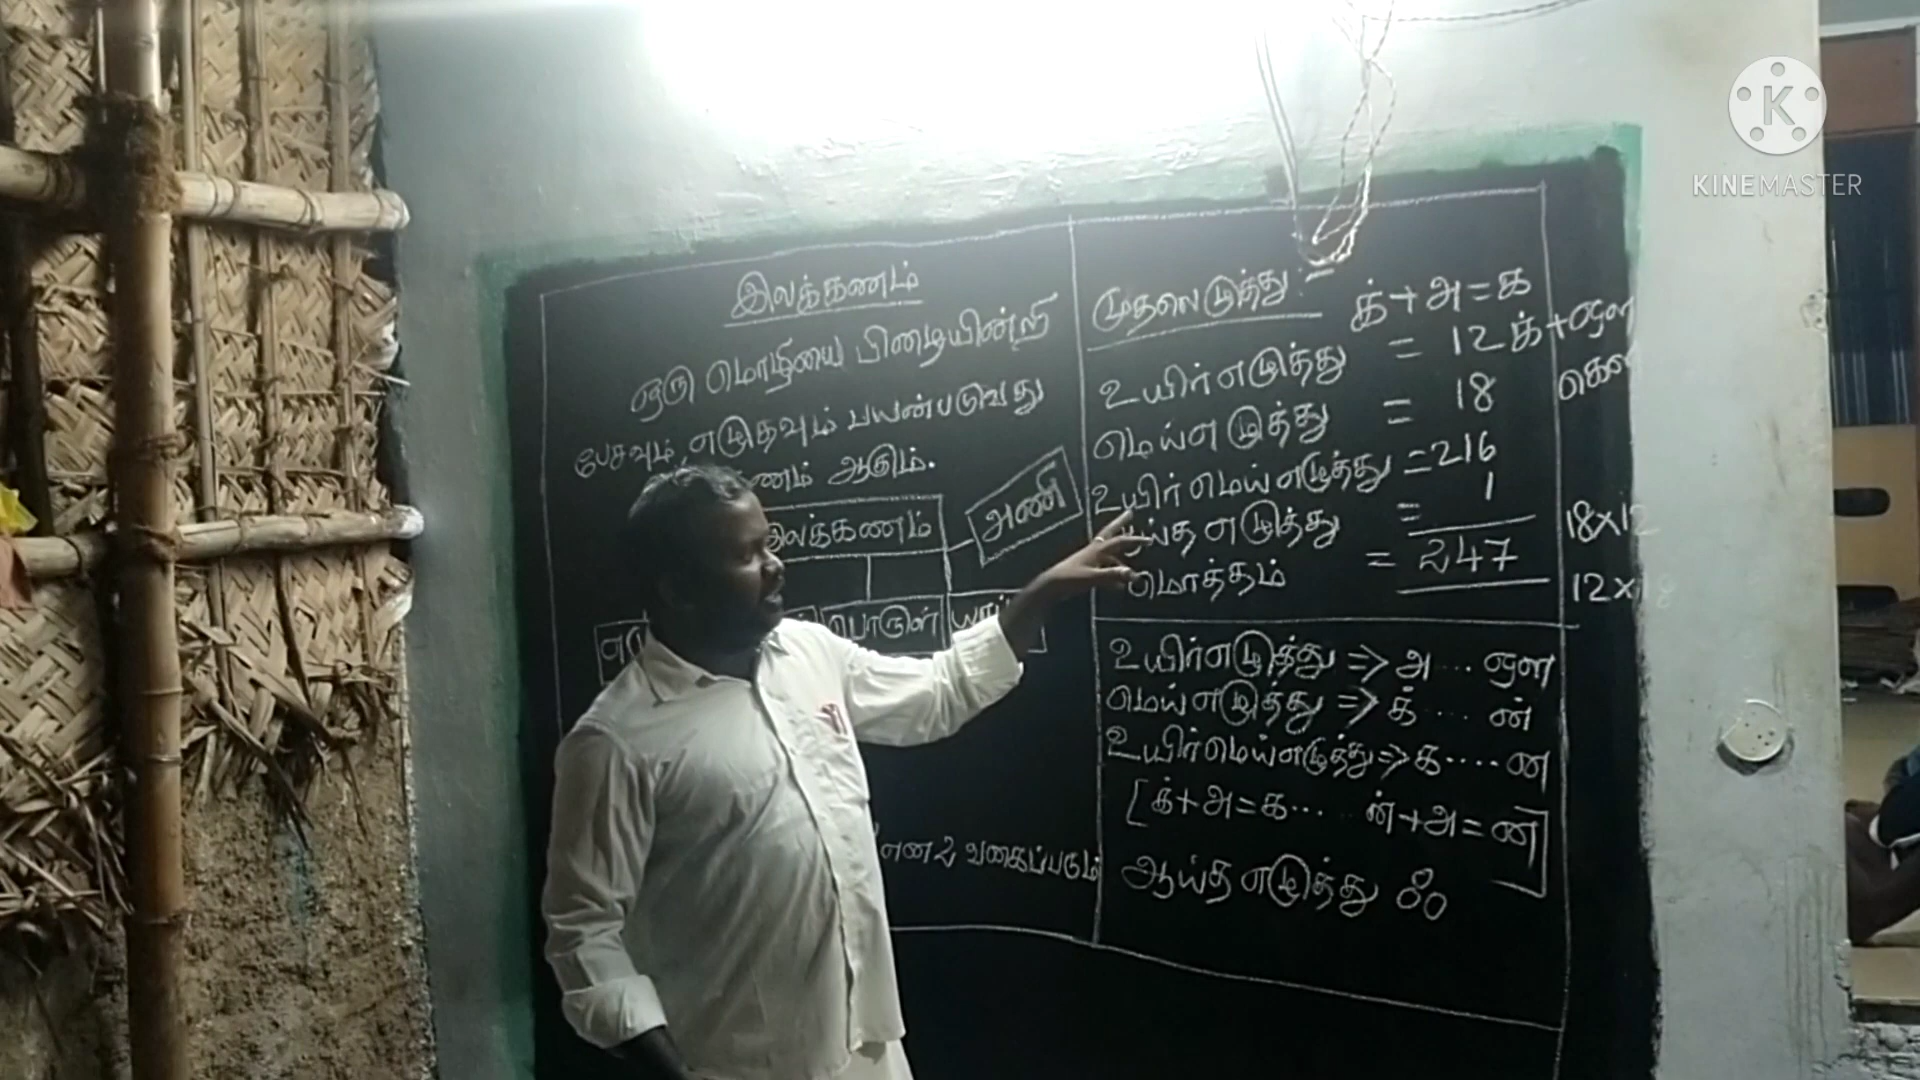 இலக்கணம்
ஒரு மொழியை பிழையின்றி
பேசவும், எழுதவும் பயன்படுவது
ணம் ஆகும்.
இலக்கணம்
அணி
எழு
பொருள்
யாப்
என 2 வகைப்படும்
முதலெழுத்து :-
க்+அ=க
உயிர்எழுத்து = 12
க்+ஔ
கௌ
மெய்எழுத்து = 18
உயிர்மெய்எழுத்து = 216
ஆய்தஎழுத்து = 1
மொத்தம் = 247
18x12
12x18
உயிர்எழுத்து => அ... ஔ
மெய்எழுத்து => க்.... ன்
உயிர்மெய்எழுத்து => க.... ன
[க்+அ=க... ன்+அ=ன]
ஆய்த எழுத்து ஃ
K
KINEMASTER